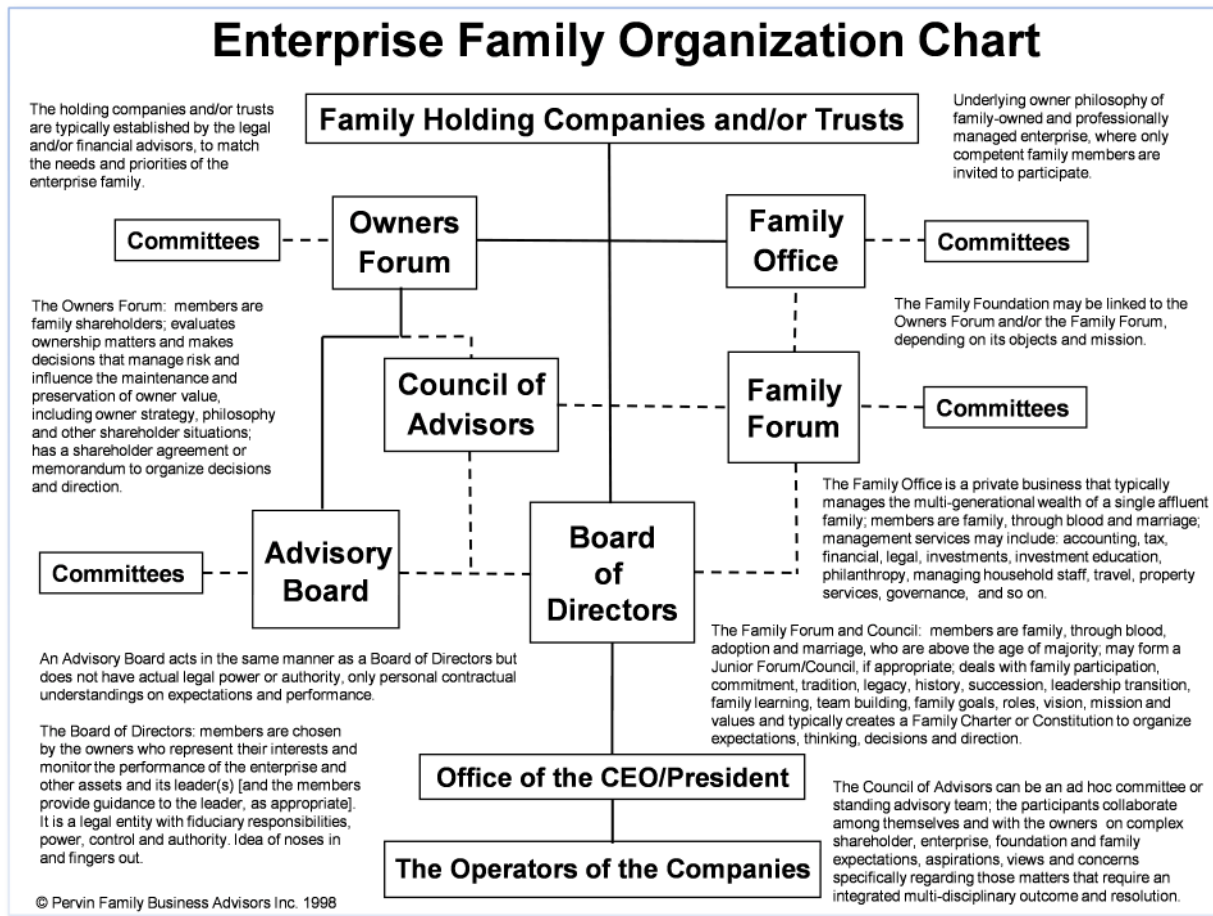 Enterprise Family Organization Chart
The holding companies and/or trusts
are typically established by the legal
and/or financial advisors, to match
the needs and priorities of the
enterprise family.
Family Holding Companies and/or Trusts
Underlying owner philosophy of
family-owned and professionally
managed enterprise, where only
competent family members are
invited to participate.
Committees
Owners
Forum
Family
Office
Committees
The Owners Forum: members are
family shareholders; evaluates
ownership matters and makes
decisions that manage risk and
influence the maintenance and
preservation of owner value,
including owner strategy, philosophy
and other shareholder situations;
has a shareholder agreement or
memorandum to organize decisions
and direction.
The Family Foundation may be linked to the
Owners Forum and/or the Family Forum,
depending on its objects and mission.
Council of
Advisors
Family
Forum
Committees
The Family Office is a private business that typically
manages the multi-generational wealth of a single affluent
family; members are family, through blood and marriage;
management services may include: accounting, tax,
financial, legal, investments, investment education,
philanthropy, managing household staff, travel, property
services, governance, and so on.
Committees
Advisory
Board
Board
of
Directors
An Advisory Board acts in the same manner as a Board of Directors but
does not have actual legal power or authority, only personal contractual
understandings on expectations and performance.
The Family Forum and Council: members are family, through blood,
adoption and marriage, who are above the age of majority; may form a
Junior Forum/Council, if appropriate; deals with family participation,
commitment, tradition, legacy, history, succession, leadership transition,
family learning, team building, family goals, roles, vision, mission and
values and typically creates a Family Charter or Constitution to organize
expectations, thinking, decisions and direction.
The Board of Directors: members are chosen
by the owners who represent their interests and
monitor the performance of the enterprise and
other assets and its leader(s) [and the members
provide guidance to the leader, as appropriate].
It is a legal entity with fiduciary responsibilities,
power, control and authority. Idea of noses in
and fingers out.
Office of the CEO/President
The Operators of the Companies
The Council of Advisors can be an ad hoc committee or
standing advisory team; the participants collaborate
among themselves and with the owners on complex
shareholder, enterprise, foundation and family
expectations, aspirations, views and concerns
specifically regarding those matters that require an
integrated multi-disciplinary outcome and resolution.
© Pervin Family Business Advisors Inc. 1998